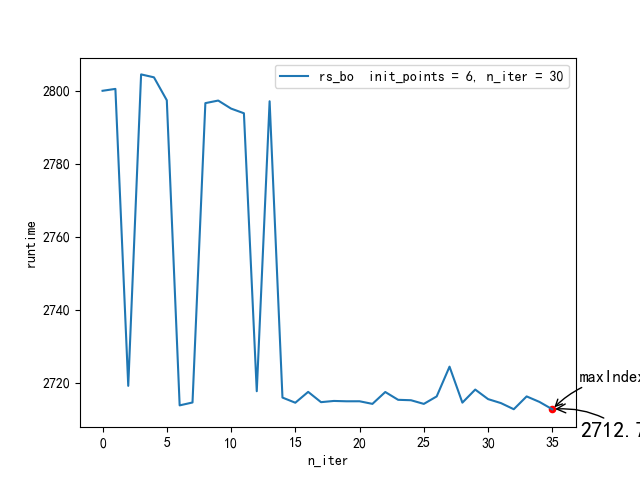 rs_bo init_points = 6, n_iter = 30
2800
2780
2760
2740
2720
runtime
0 5 10 15 20 25 30 35
n_iter
maxIndex
2712.7